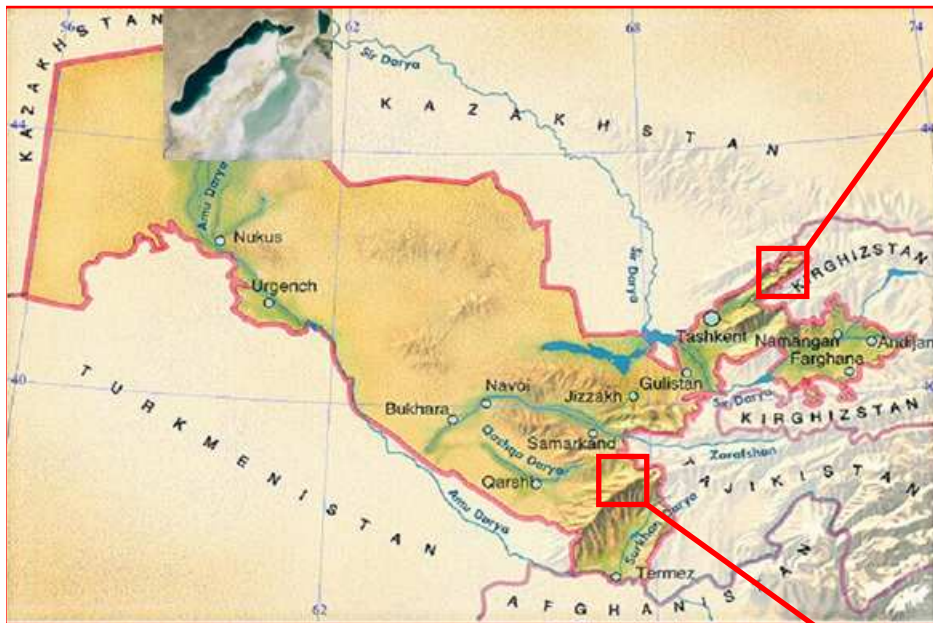 56
62
68
74
KAZAKHSTAN
Sir Darya
KAZAKHSTAN
44
44
Amu Darya
Nukus
Sir Darya
KIRGHIZSTAN
Urgench
Tashkent
Namangan
Andijan
Farghana
TURKMENISTAN
40
Navoi
Jizzakh
Gulistan
Sir Darya
Bukhara
KIRGHIZSTAN
Samarkand
Zarafshan
Qashqa Darya
TAJIKISTAN
Qarshi
Amu Darya
Surkhan Darya
Termez
62
AFGHANISTAN